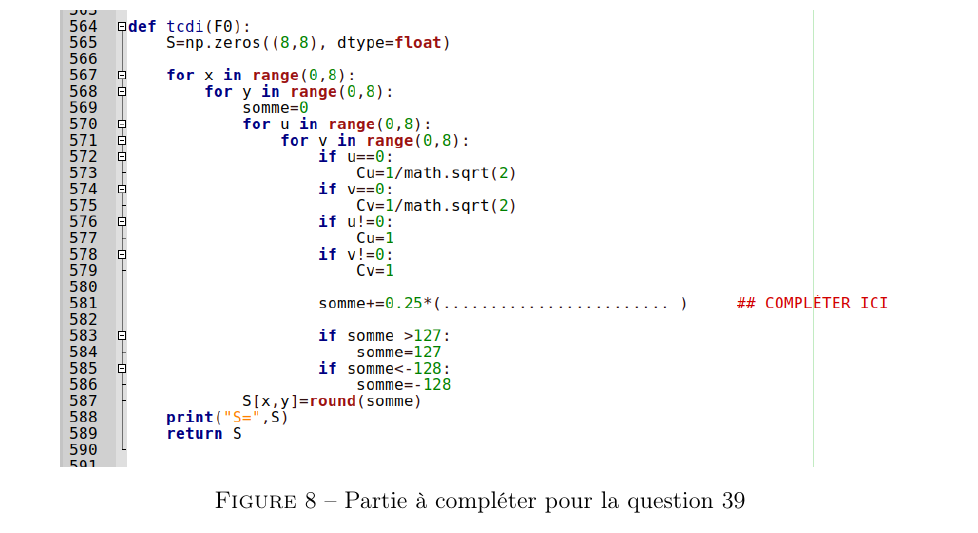 563
564 def tcdi(F0):
565 S=np.zeros((8,8), dtype=float)
566
567 for x in range(0,8):
568 for y in range(0,8):
569 somme=0
570 for u in range(0,8):
571 for v in range(0,8):
572 if u==0:
573 Cu=1/math.sqrt(2)
574 if v==0:
575 Cv=1/math.sqrt(2)
576 if u!=0:
577 Cu=1
578 if v!=0:
579 Cv=1
580
581 somme+=0.25*(........................ ) ## COMPLÉTER ICI
582
583 if somme >127:
584 somme=127
585 if somme<-128:
586 somme=-128
587 S[x,y]=round(somme)
588 print("S=",S)
589 return S
590
591
FIGURE 8 – Partie à compléter pour la question 39